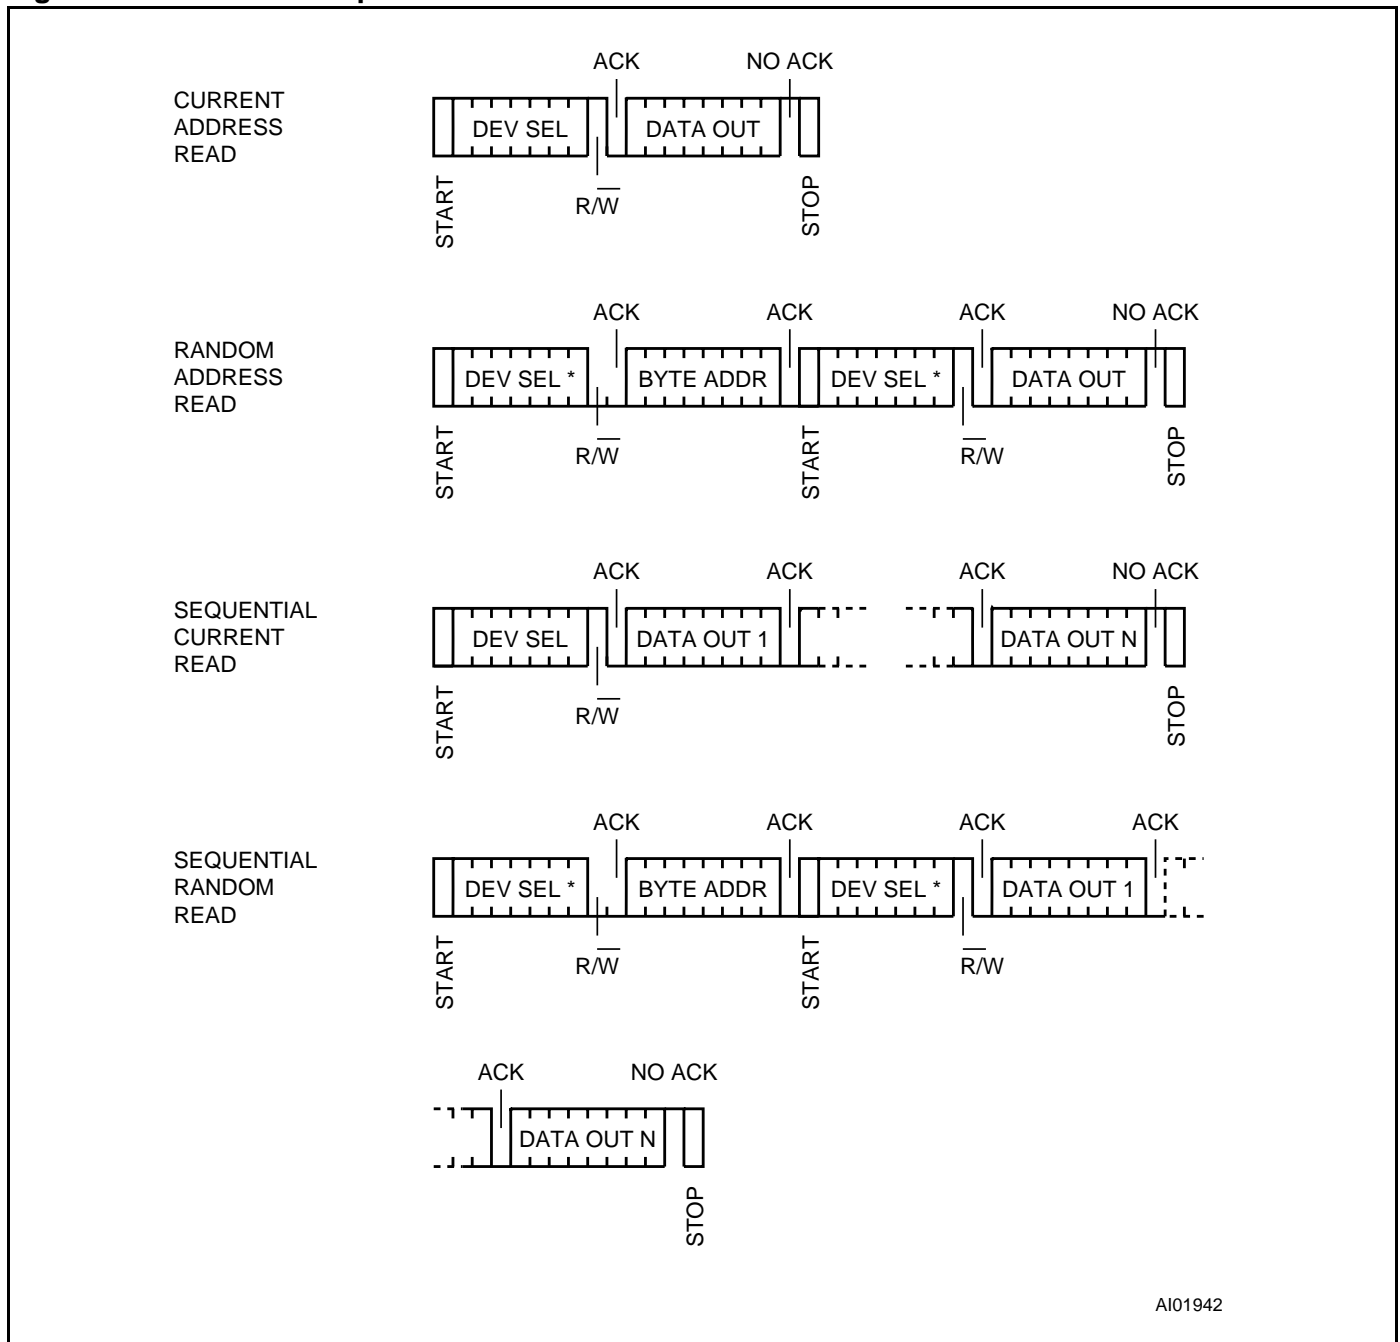 ACK NO ACK
CURRENT
ADDRESS
READ
DEV SEL DATA OUT
START R/W STOP
ACK ACK ACK NO ACK
RANDOM
ADDRESS
READ
DEV SEL * BYTE ADDR DEV SEL * DATA OUT
START R/W START R/W STOP
ACK ACK ACK NO ACK
SEQUENTIAL
CURRENT
READ
DEV SEL DATA OUT 1 DATA OUT N
START R/W STOP
ACK ACK ACK ACK
SEQUENTIAL
RANDOM
READ
DEV SEL * BYTE ADDR DEV SEL * DATA OUT 1
START R/W START R/W
ACK NO ACK
DATA OUT N
STOP
AI01942